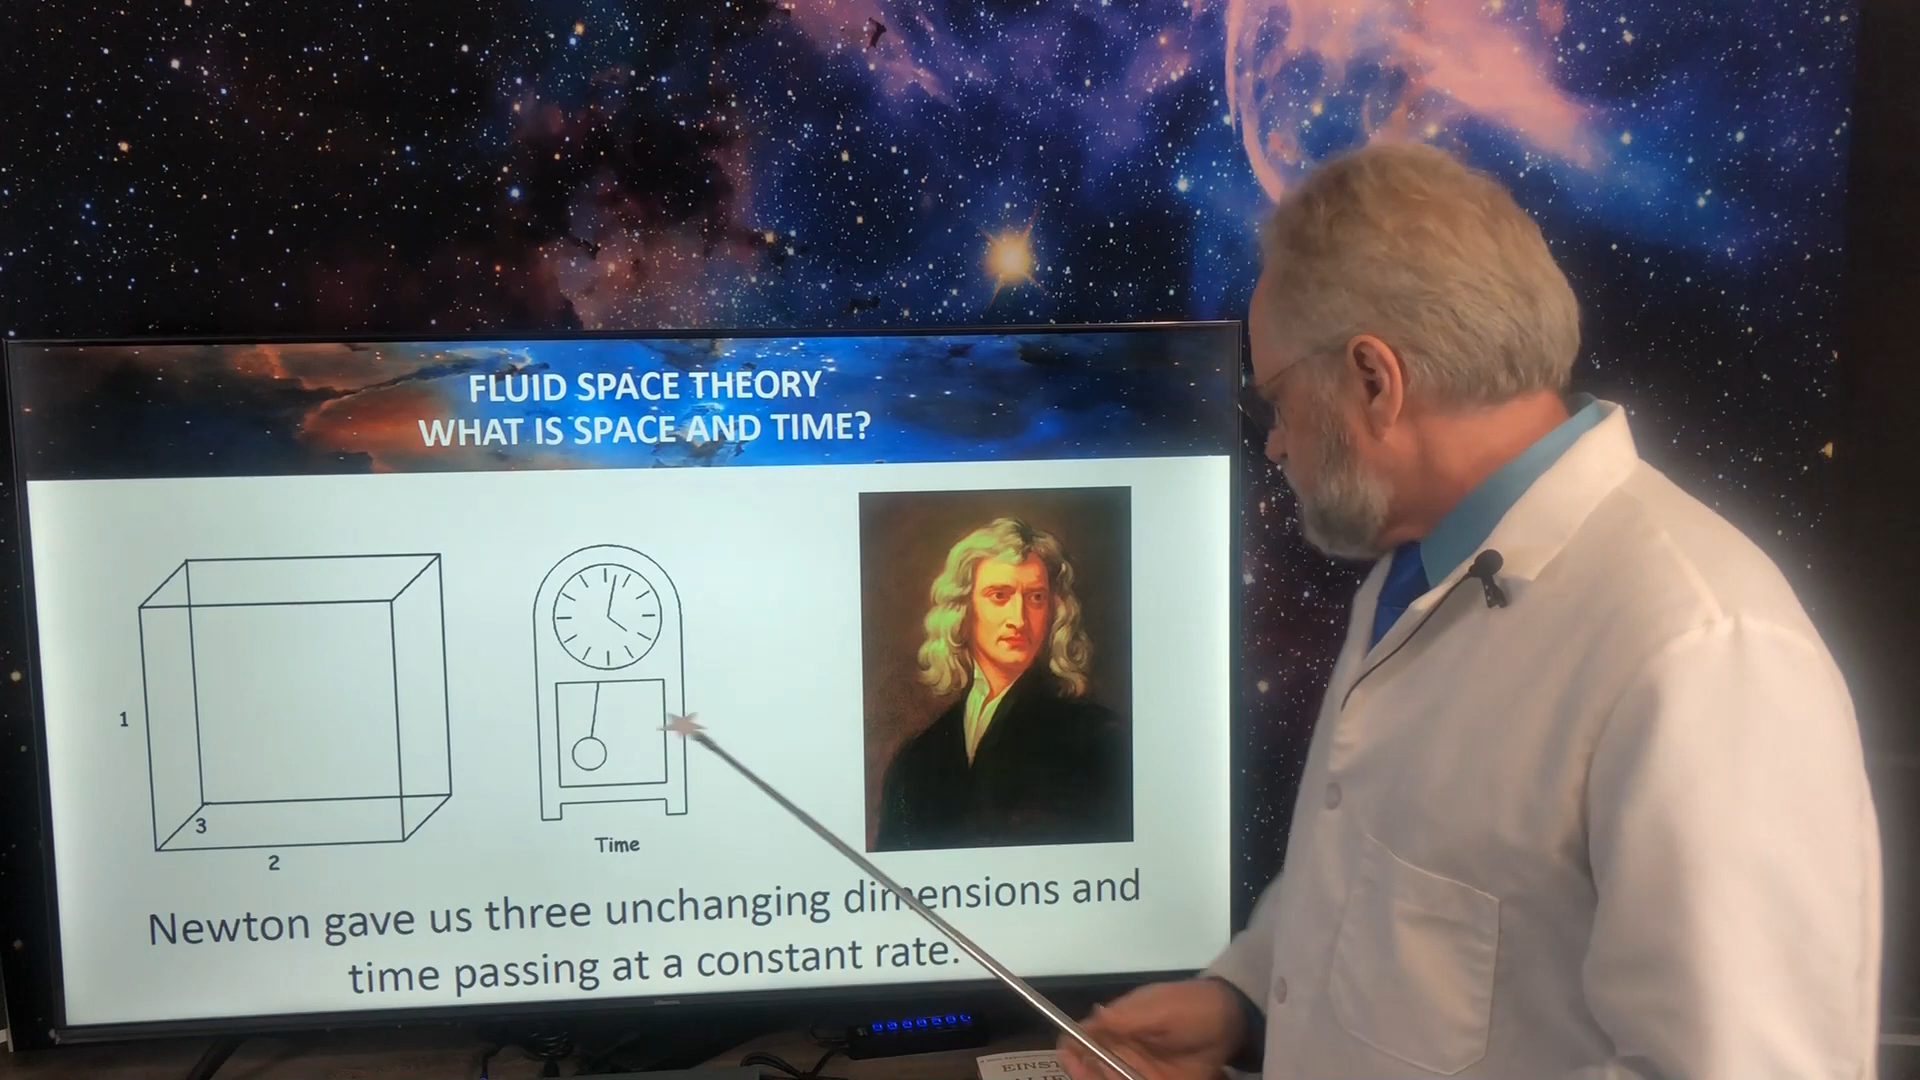 FLUID SPACE THEORY
WHAT IS SPACE AND TIME?
1
3
2
Time
Newton gave us three unchanging dimensions and
time passing at a constant rate.